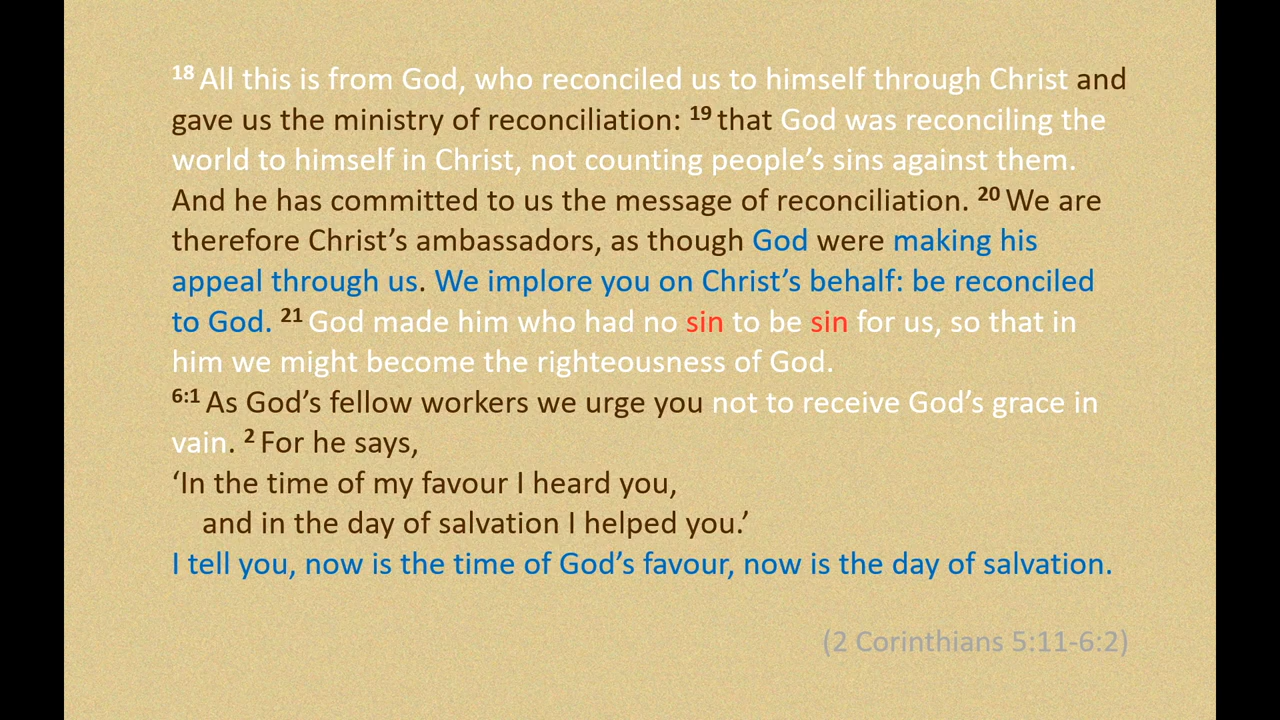 18 All this is from God, who reconciled us to himself through Christ and
gave us the ministry of reconciliation: 19 that God was reconciling the
world to himself in Christ, not counting people’s sins against them.
And he has committed to us the message of reconciliation. 20 We are
therefore Christ’s ambassadors, as though God were making his
appeal through us. We implore you on Christ’s behalf: be reconciled
to God. 21 God made him who had no sin to be sin for us, so that in
him we might become the righteousness of God.
6:1 As God’s fellow workers we urge you not to receive God’s grace in
vain. 2 For he says,
‘In the time of my favour I heard you,
and in the day of salvation I helped you.’
I tell you, now is the time of God’s favour, now is the day of salvation.
(2 Corinthians 5:11-6:2)